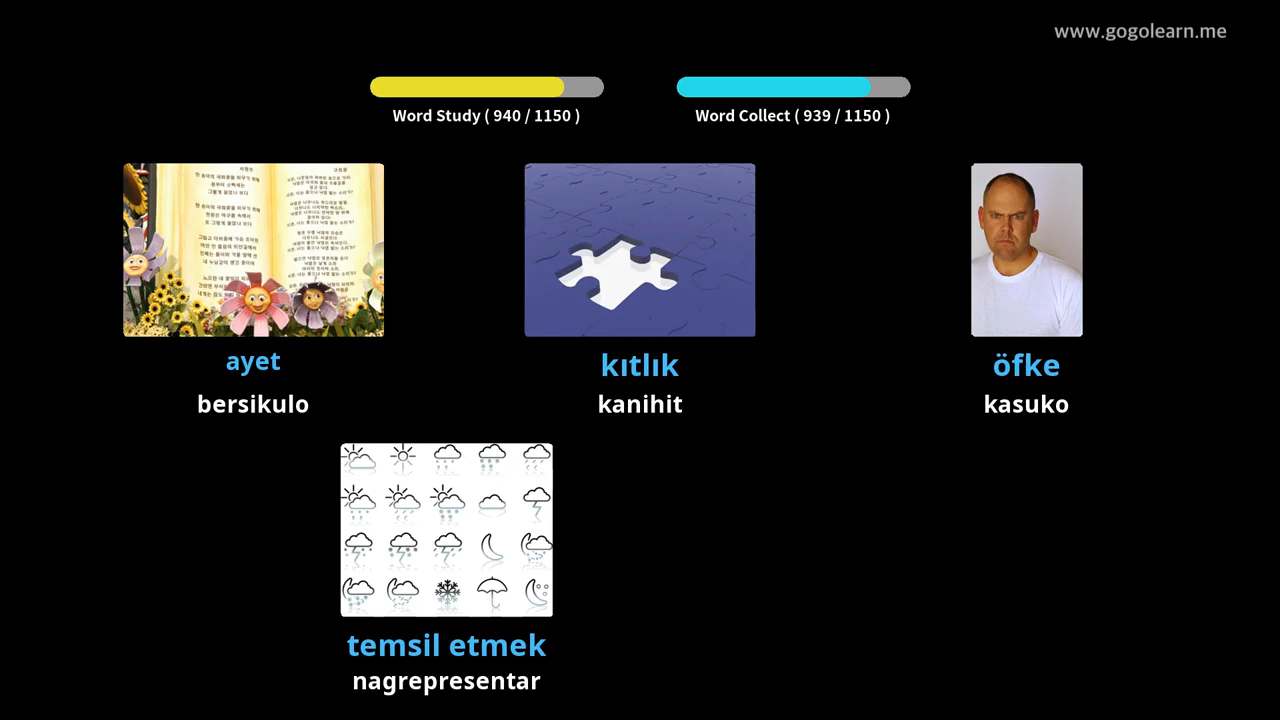 www.gogolearn.me
Word Study ( 940 / 1150 )
Word Collect ( 939 / 1150 )
ayet
bersikulo
kıtlık
kanihit
öfke
kasuko
temsil etmek
nagrepresentar